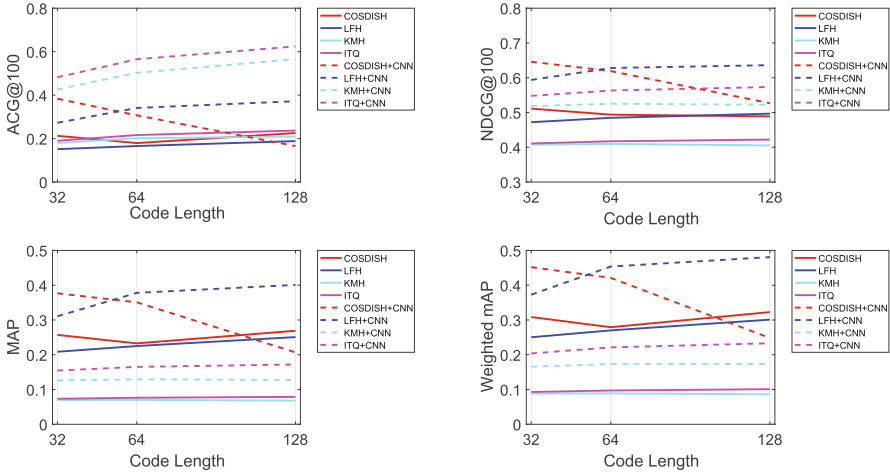 ACG@100
0.8
0.6
0.4
0.2
0
32
64
128
Code Length
COSDISH
LFH
KMH
ITQ
COSDISH+CNN
LFH+CNN
KMH+CNN
ITQ+CNN
NDCG@100
0.8
0.7
0.6
0.5
0.4
0.3
32
64
128
Code Length
COSDISH
LFH
KMH
ITQ
COSDISH+CNN
LFH+CNN
KMH+CNN
ITQ+CNN
MAP
0.5
0.4
0.3
0.2
0.1
0
32
64
128
Code Length
COSDISH
LFH
KMH
ITQ
COSDISH+CNN
LFH+CNN
KMH+CNN
ITQ+CNN
Weighted mAP
0.5
0.4
0.3
0.2
0.1
0
32
64
128
Code Length
COSDISH
LFH
KMH
ITQ
COSDISH+CNN
LFH+CNN
KMH+CNN
ITQ+CNN